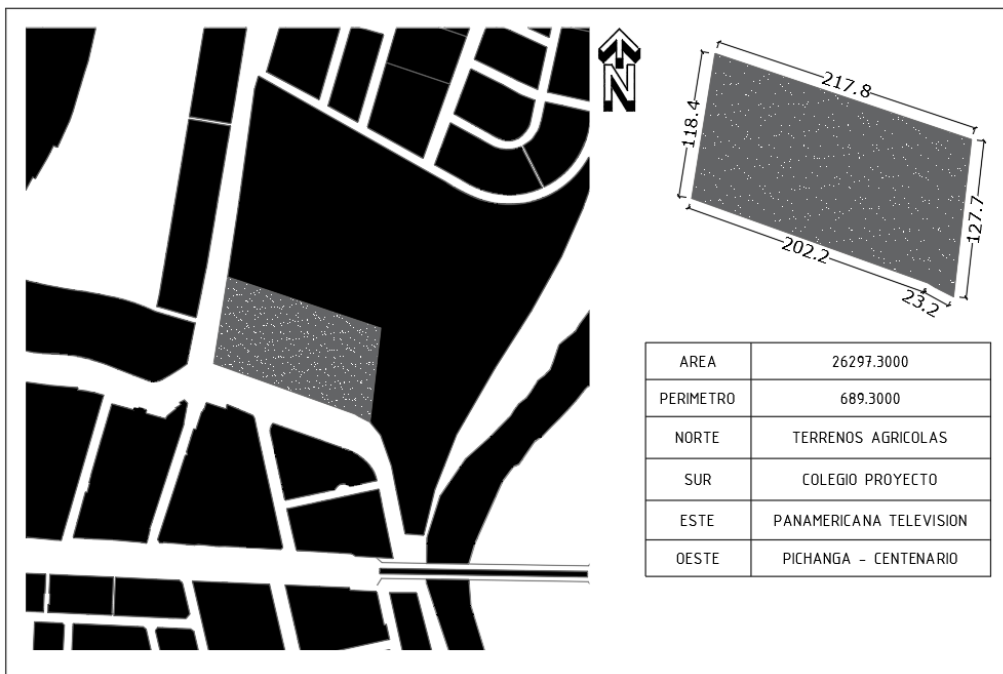 N
217.8
118.4
127.7
202.2
23.2
AREA 26297.3000
PERIMETRO 689.3000
NORTE TERRENOS AGRICOLAS
SUR COLEGIO PROYECTO
ESTE PANAMERICANA TELEVISION
OESTE PICHANGA - CENTENARIO